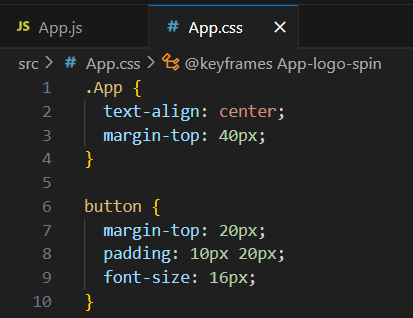 JS App.js # App.css ×
src > # App.css > @keyframes App-logo-spin
1 .App {
2 text-align: center;
3 margin-top: 40px;
4 }
5
6 button {
7 margin-top: 20px;
8 padding: 10px 20px;
9 font-size: 16px;
10 }